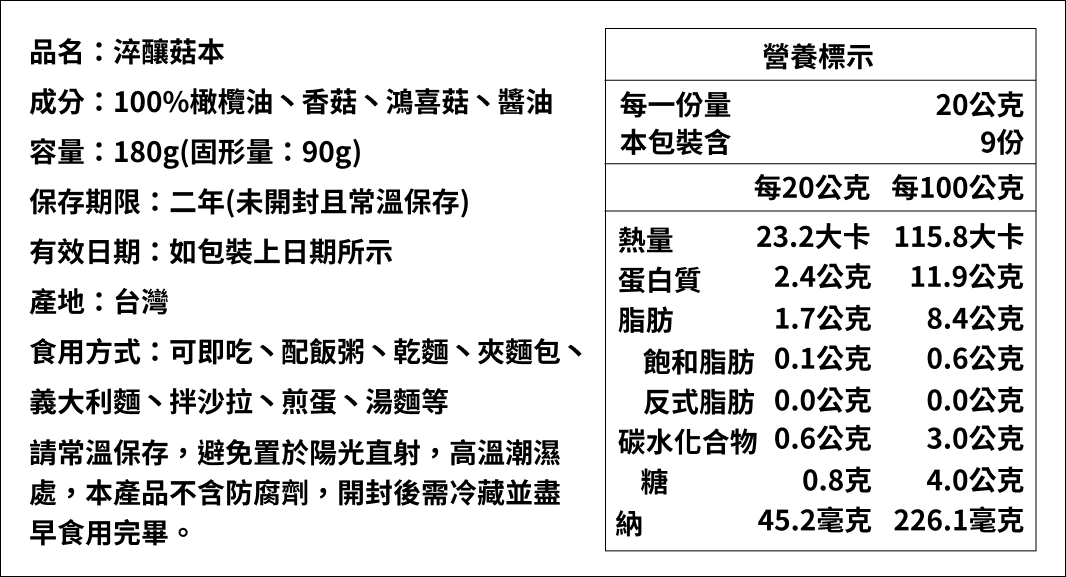 品名：淬釀菇本
成分：100%橄欖油、香菇、鴻喜菇、醬油
容量：180g(固形量：90g)
保存期限：二年(未開封且常溫保存)
有效日期：如包裝上日期所示
產地：台灣
食用方式：可即吃、配飯粥、乾麵、夾麵包、
義大利麵、拌沙拉、煎蛋、湯麵等
請常溫保存，避免置於陽光直射，高溫潮濕
處，本產品不含防腐劑，開封後需冷藏並盡
早食用完畢。
營養標示
每一份量 20公克
本包裝含 9份
每20公克 每100公克
熱量 23.2大卡 115.8大卡
蛋白質 2.4公克 11.9公克
脂肪 1.7公克 8.4公克
飽和脂肪 0.1公克 0.6公克
反式脂肪 0.0公克 0.0公克
碳水化合物 0.6公克 3.0公克
糖 0.8克 4.0公克
納 45.2毫克 226.1毫克